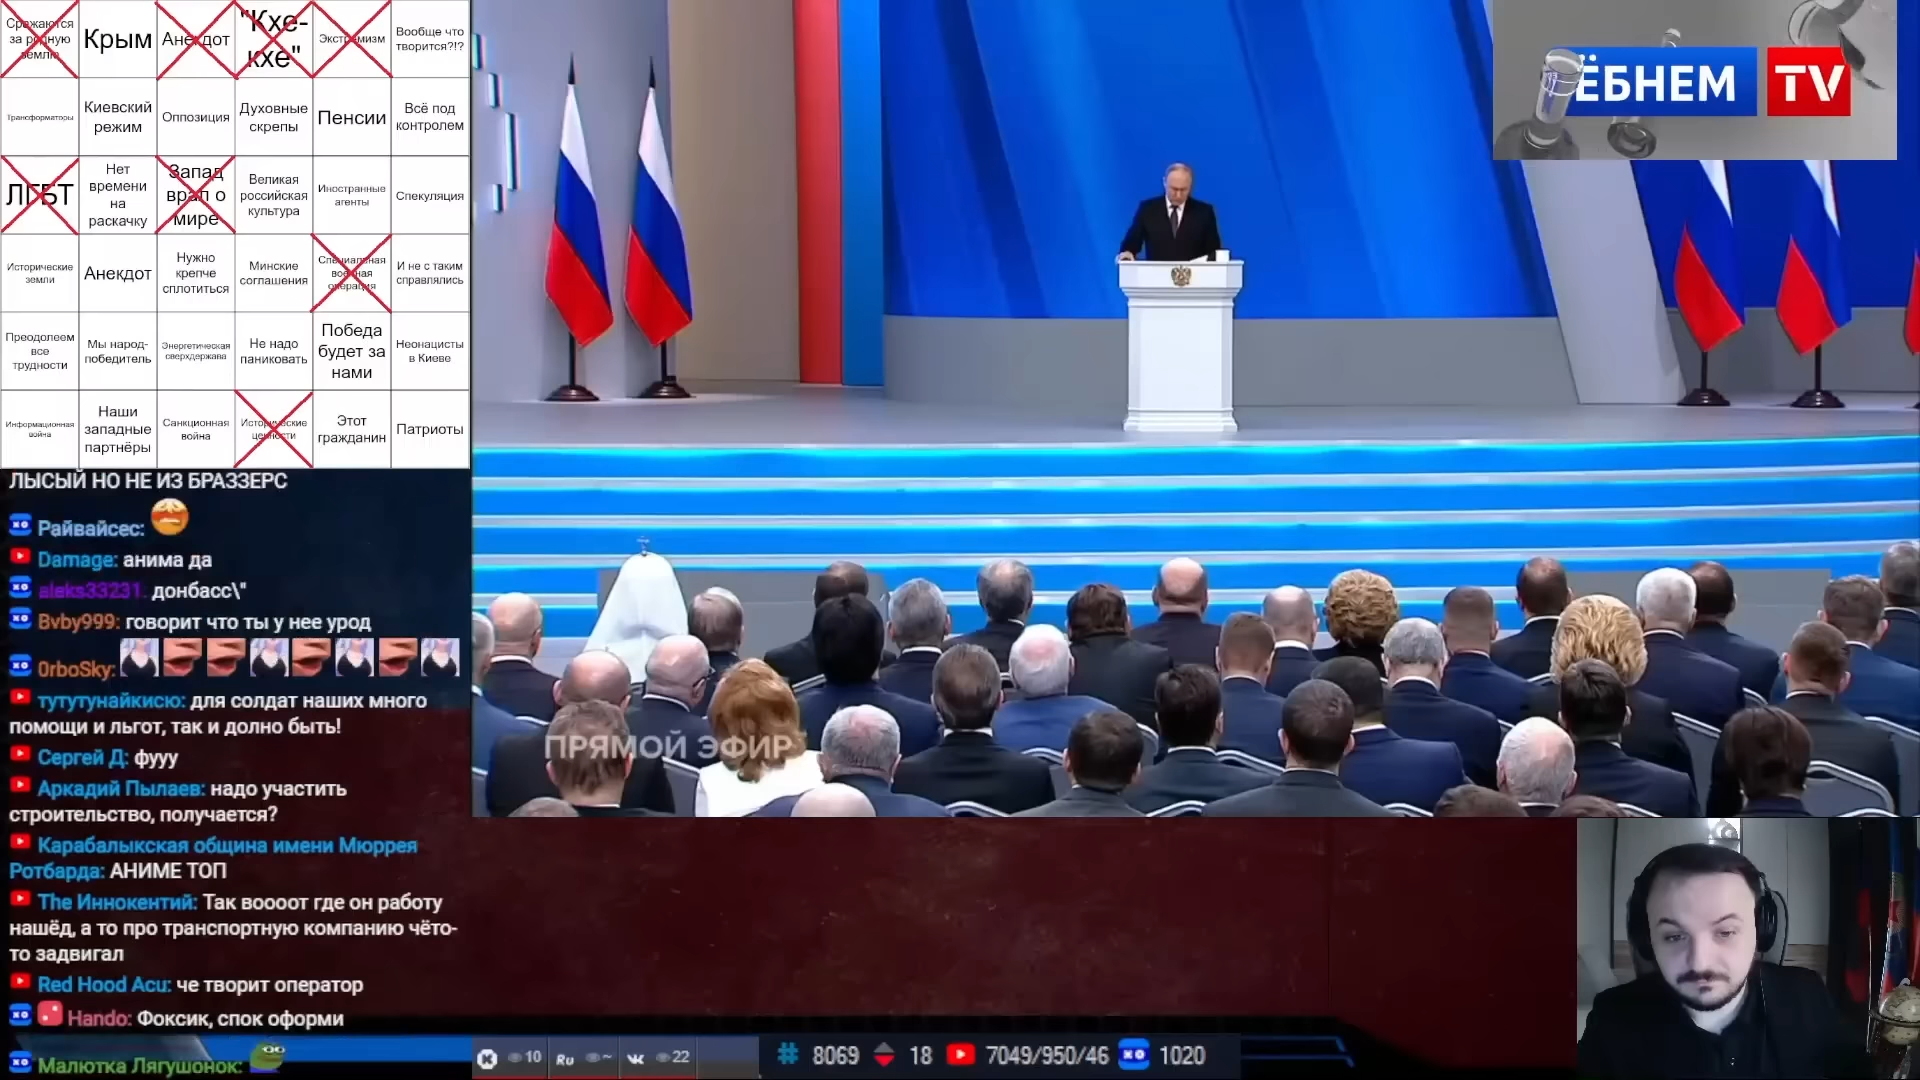 Сражаются
за родную
землю
Крым
Анекдот
"Кхе-
кхе"
Экстремизм
Вообще что
творится?!?
Трансформаторы
Киевский
режим
Оппозиция
Духовные
скрепы
Пенсии
Всё под
контролем
ЛГБТ
Нет
времени
на
раскачку
Запад
врал о
мире
Великая
российская
культура
Иностранные
агенты
Спекуляция
Исторические
земли
Анекдот
Нужно
крепче
сплотиться
Минские
соглашения
Специальная
военная
операция
И не с таким
справлялись
Преодолеем
все
трудности
Мы народ-
победитель
Энергетическая
сверхдержава
Не надо
паниковать
Победа
будет за
нами
Неонацисты
в Киеве
Информационная
война
Наши
западные
партнёры
Санкционная
война
Исторические
ценности
Этот
гражданин
Патриоты
ЁБНЕМ TV
ПРЯМОЙ ЭФИР
ЛЫСЫЙ НО НЕ ИЗ БРАЗЗЕРС
Райвайсес:
Damage: анима да
aleks33231: донбасс\"
Bvby999: говорит что ты у нее урод
0rboSky:
тутутунайкисю: для солдат наших много
помощи и льгот, так и долно быть!
Сергей Д: фууу
Аркадий Пылаев: надо участить
строительство, получается?
Карабалыкская община имени Мюррея
Ротбарда: АНИМЕ ТОП
The Иннокентий: Так воооот где он работу
нашёд, а то про транспортную компанию чёто-
то задвигал
Red Hood Acu: че творит оператор
Hando: Фоксик, спок оформи
Малютка Лягушонок:
10 Ru ~ 22 # 8069 18 7049/950/46 XO 1020